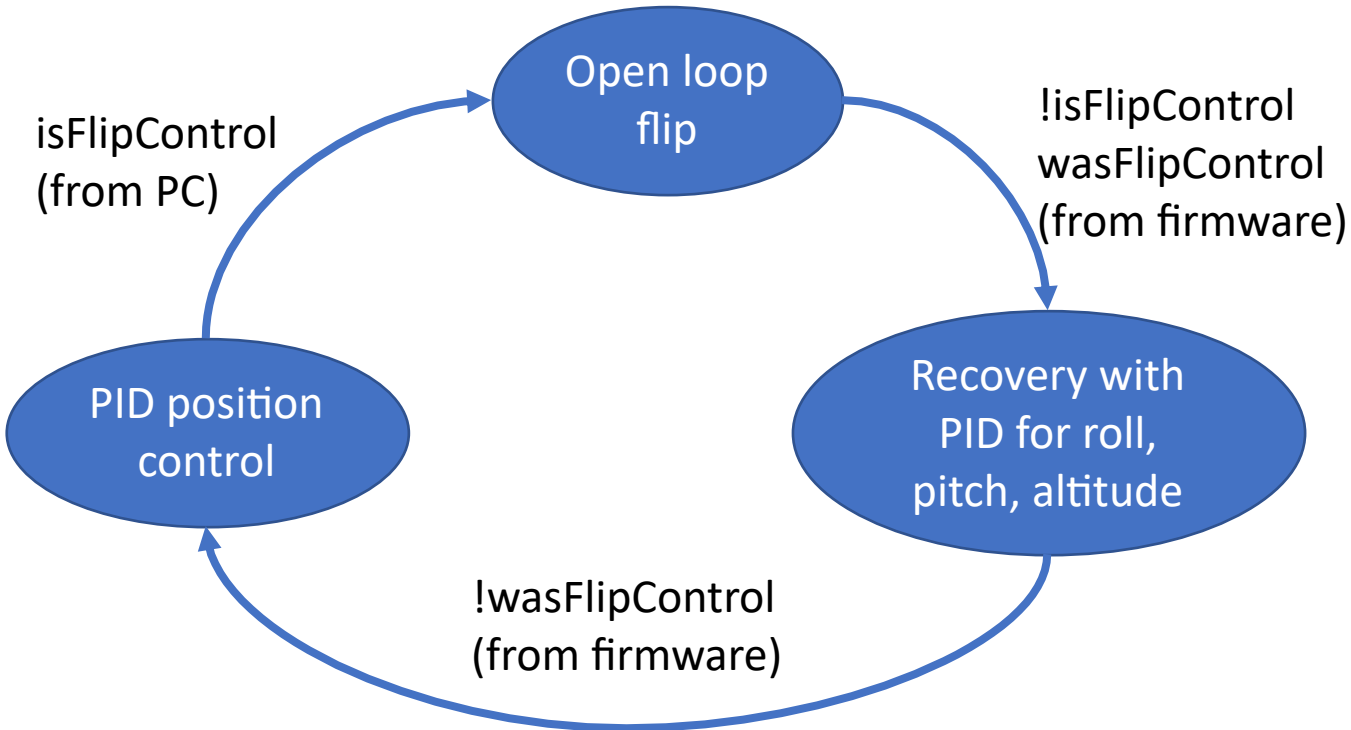 Open loop
flip
isFlipControl
(from PC)
!isFlipControl
wasFlipControl
(from firmware)
PID position
control
Recovery with
PID for roll,
pitch, altitude
!wasFlipControl
(from firmware)